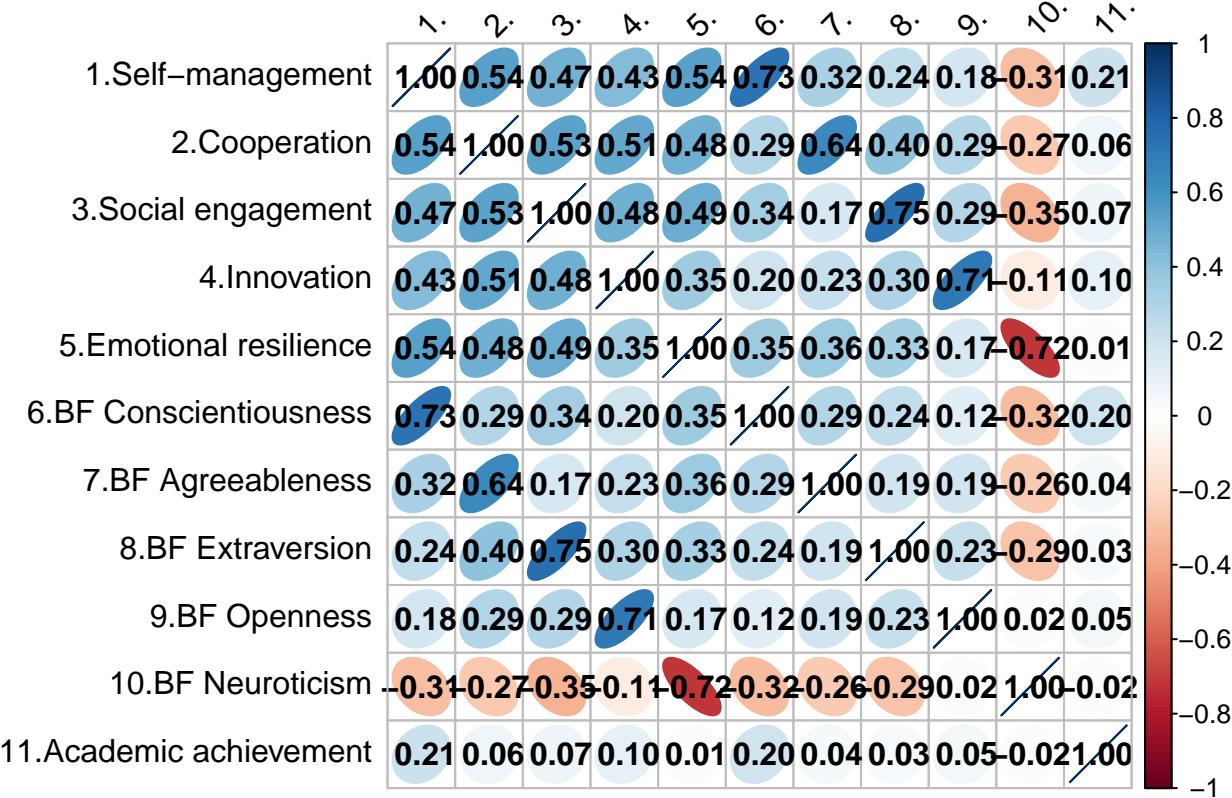 1. 2. 3. 4. 5. 6. 7. 8. 9. 10. 11.
1.Self−management 1.00 0.54 0.47 0.43 0.54 0.73 0.32 0.24 0.18 −0.31 0.21
2.Cooperation 0.54 1.00 0.53 0.51 0.48 0.29 0.64 0.40 0.29 −0.27 0.06
3.Social engagement 0.47 0.53 1.00 0.48 0.49 0.34 0.17 0.75 0.29 −0.35 0.07
4.Innovation 0.43 0.51 0.48 1.00 0.35 0.20 0.23 0.30 0.71 −0.11 0.10
5.Emotional resilience 0.54 0.48 0.49 0.35 1.00 0.35 0.36 0.33 0.17 −0.72 0.01
6.BF Conscientiousness 0.73 0.29 0.34 0.20 0.35 1.00 0.29 0.24 0.12 −0.32 0.20
7.BF Agreeableness 0.32 0.64 0.17 0.23 0.36 0.29 1.00 0.19 0.19 −0.26 0.04
8.BF Extraversion 0.24 0.40 0.75 0.30 0.33 0.24 0.19 1.00 0.23 −0.29 0.03
9.BF Openness 0.18 0.29 0.29 0.71 0.17 0.12 0.19 0.23 1.00 0.02 0.05
10.BF Neuroticism −0.31 −0.27 −0.35 −0.11 −0.72 −0.32 −0.26 −0.29 0.02 1.00 −0.02
11.Academic achievement 0.21 0.06 0.07 0.10 0.01 0.20 0.04 0.03 0.05 −0.02 1.00
1
0.8
0.6
0.4
0.2
0
−0.2
−0.4
−0.6
−0.8
−1